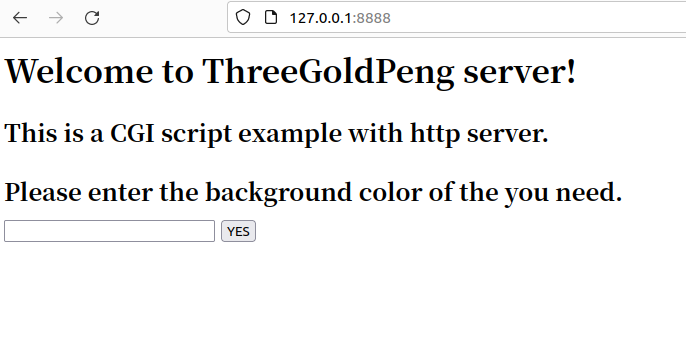 127.0.0.1:8888
Welcome to ThreeGoldPeng server!
This is a CGI script example with http server.
Please enter the background color of the you need.
YES